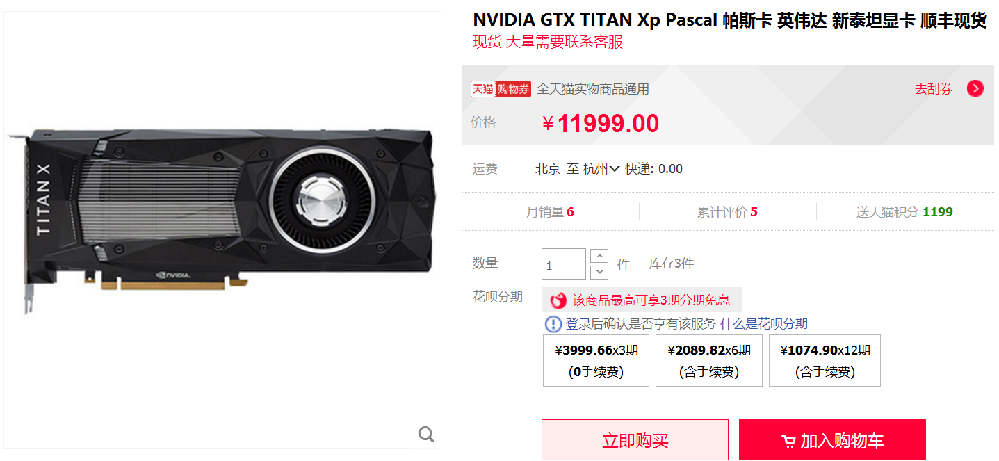 NVIDIA GTX TITAN Xp Pascal 帕斯卡 英伟达 新泰坦显卡 顺丰现货
现货 大量需要联系客服
天猫 购物券 全天猫实物商品通用 去刮券
价格 ¥11999.00
运费 北京 至 杭州 快递: 0.00
月销量 6 累计评价 5 送天猫积分 1199
数量 1 件 库存3件
花呗分期 该商品最高可享3期分期免息
登录后确认是否享有该服务 什么是花呗分期
¥3999.66x3期 ¥2089.82x6期 ¥1074.90x12期
(0手续费) (含手续费) (含手续费)
立即购买 加入购物车
TITAN X
NVIDIA.